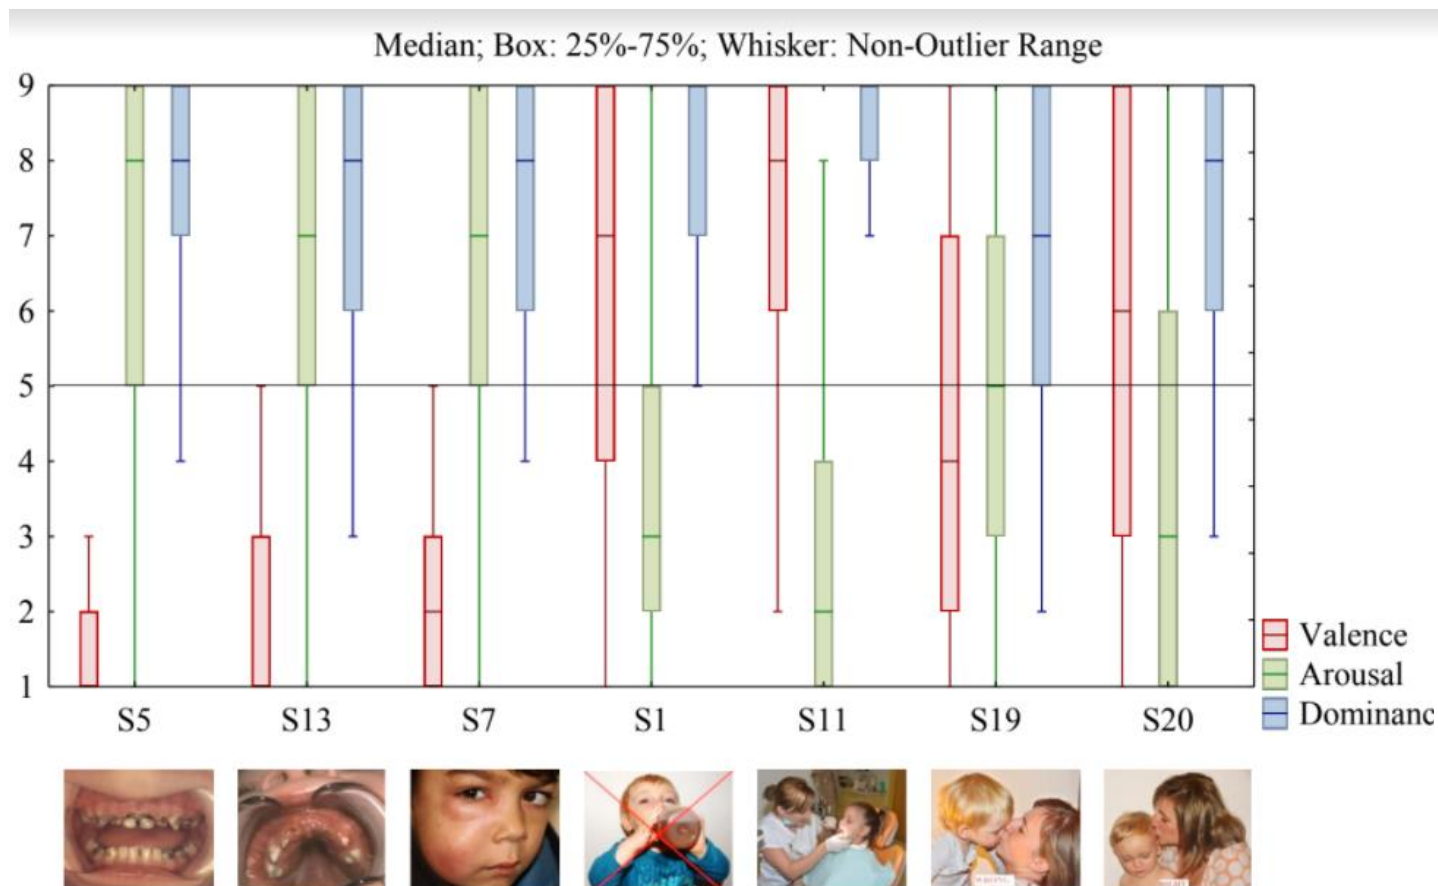 Median; Box: 25%-75%; Whisker: Non-Outlier Range
9
8
7
6
5
4
3
2
1
S5 S13 S7 S1 S11 S19 S20
Valence
Arousal
Dominanc